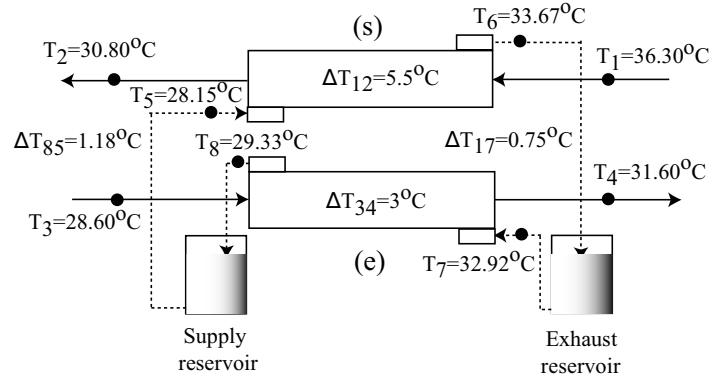 (s)
T6=33.67°C
T2=30.80°C
T1=36.30°C
ΔT12=5.5°C
T5=28.15°C
ΔT85=1.18°C
T8=29.33°C
ΔT17=0.75°C
T4=31.60°C
ΔT34=3°C
T3=28.60°C
(e)
T7=32.92°C
Supply
reservoir
Exhaust
reservoir